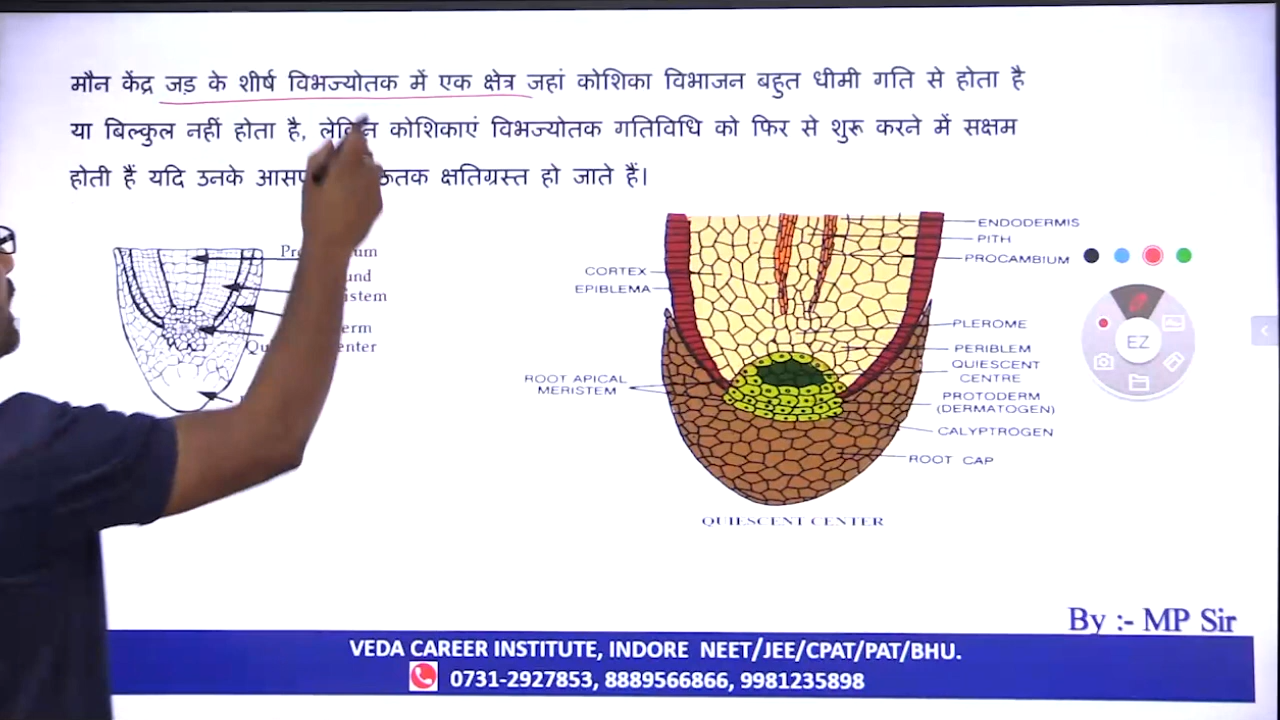 मौन केंद्र जड़ के शीर्ष विभज्योतक में एक क्षेत्र जहां कोशिका विभाजन बहुत धीमी गति से होता है
या बिल्कुल नहीं होता है, लेकिन कोशिकाएं विभज्योतक गतिविधि को फिर से शुरू करने में सक्षम
होती हैं यदि उनके ऊतक क्षतिग्रस्त हो जाते हैं।
ENDODERMIS
PITH
PROCAMBIUM
CORTEX
EPIBLEMA
PLEROME
PERIBLEM
QUIESCENT
CENTRE
ROOT APICAL
MERISTEM
PROTODERM
(DERMATOGEN)
CALYPTROGEN
ROOT CAP
QUIESCENT CENTER
EZ
By :- MP Sir
VEDA CAREER INSTITUTE, INDORE NEET/JEE/CPAT/PAT/BHU.
0731-2927853, 8889566866, 9981235898